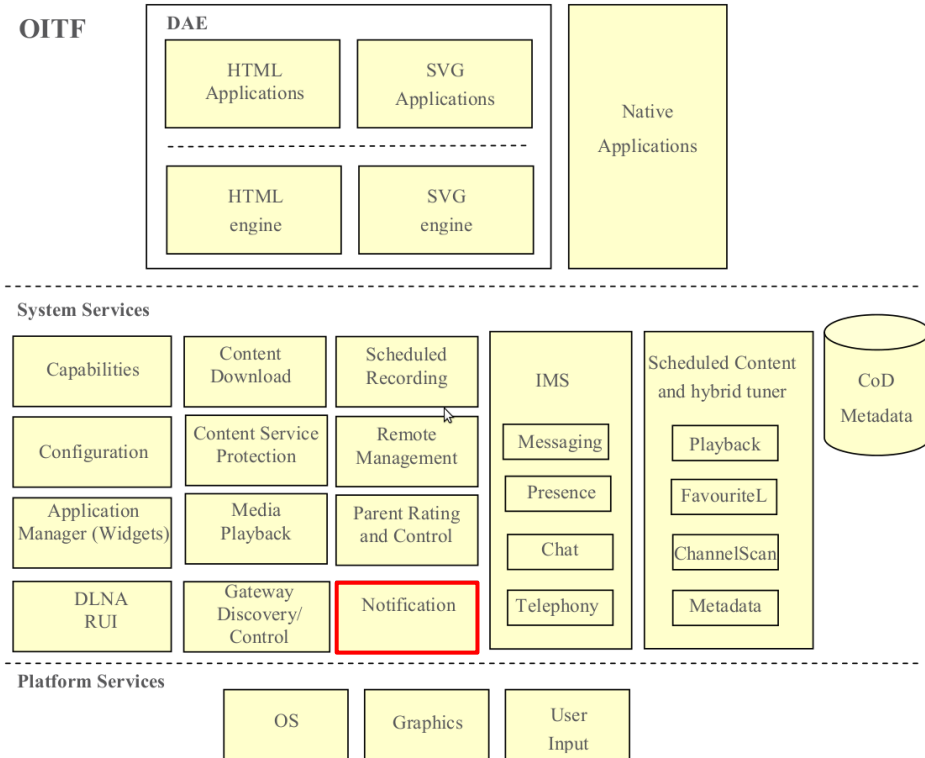 OITF
DAE
HTML
Applications
SVG
Applications
HTML
engine
SVG
engine
Native
Applications
System Services
Capabilities
Content
Download
Scheduled
Recording
Configuration
Content Service
Protection
Remote
Management
Application
Manager (Widgets)
Media
Playback
Parent Rating
and Control
DLNA
RUI
Gateway
Discovery/
Control
Notification
IMS
Messaging
Presence
Chat
Telephony
Scheduled Content
and hybrid tuner
Playback
FavouriteL
ChannelScan
Metadata
CoD
Metadata
Platform Services
OS
Graphics
User
Input